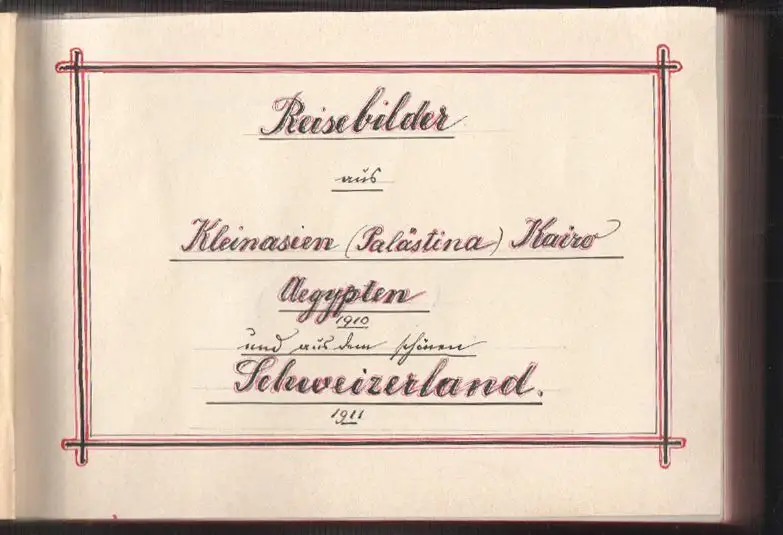 Reisebilder
aus
Kleinasien (Palästina) Kairo
Aegypten
1910
und aus dem schönen
Schweizerland.
1911